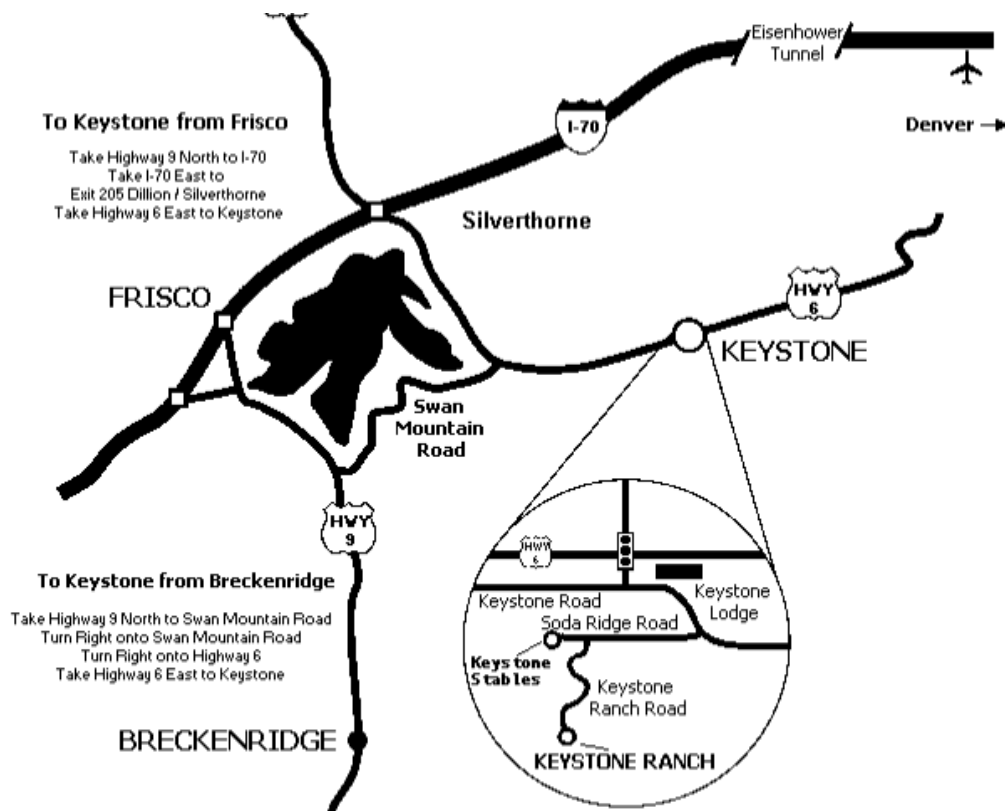 Eisenhower
Tunnel
To Keystone from Frisco
Take Highway 9 North to I-70
Take I-70 East to
Exit 205 Dillion / Silverthorne
Take Highway 6 East to Keystone
I-70
Denver
Silverthorne
FRISCO
HWY
6
KEYSTONE
Swan
Mountain
Road
HWY
9
To Keystone from Breckenridge
Take Highway 9 North to Swan Mountain Road
Turn Right onto Swan Mountain Road
Turn Right onto Highway 6
Take Highway 6 East to Keystone
BRECKENRIDGE
HWY
6
Keystone Road
Keystone
Lodge
Soda Ridge Road
Keystone
Stables
Keystone
Ranch Road
KEYSTONE RANCH